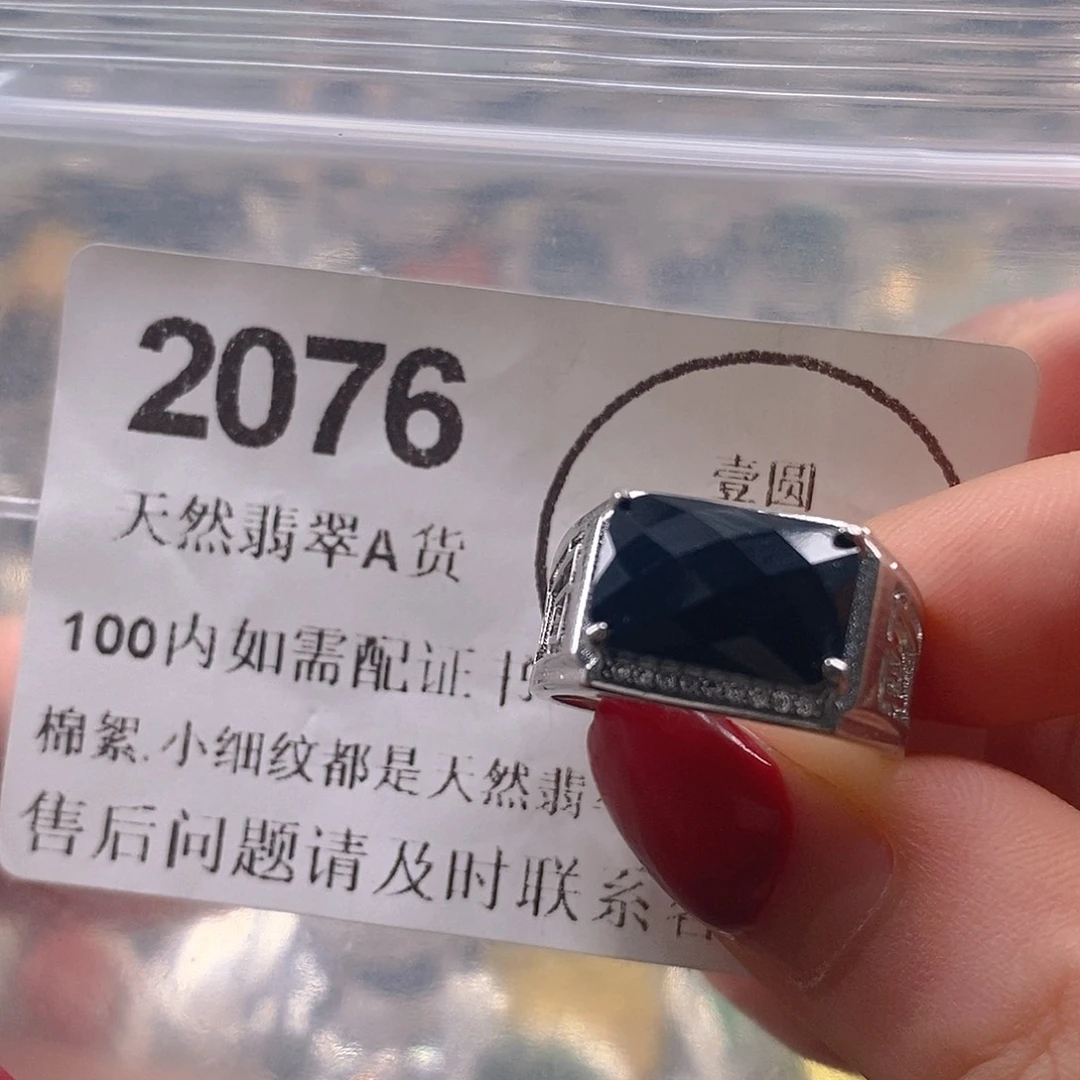 2076
壹圆
天然翡翠A货
100内如需配证
棉絮.小细纹都是天然翡
售后问题请及时联系